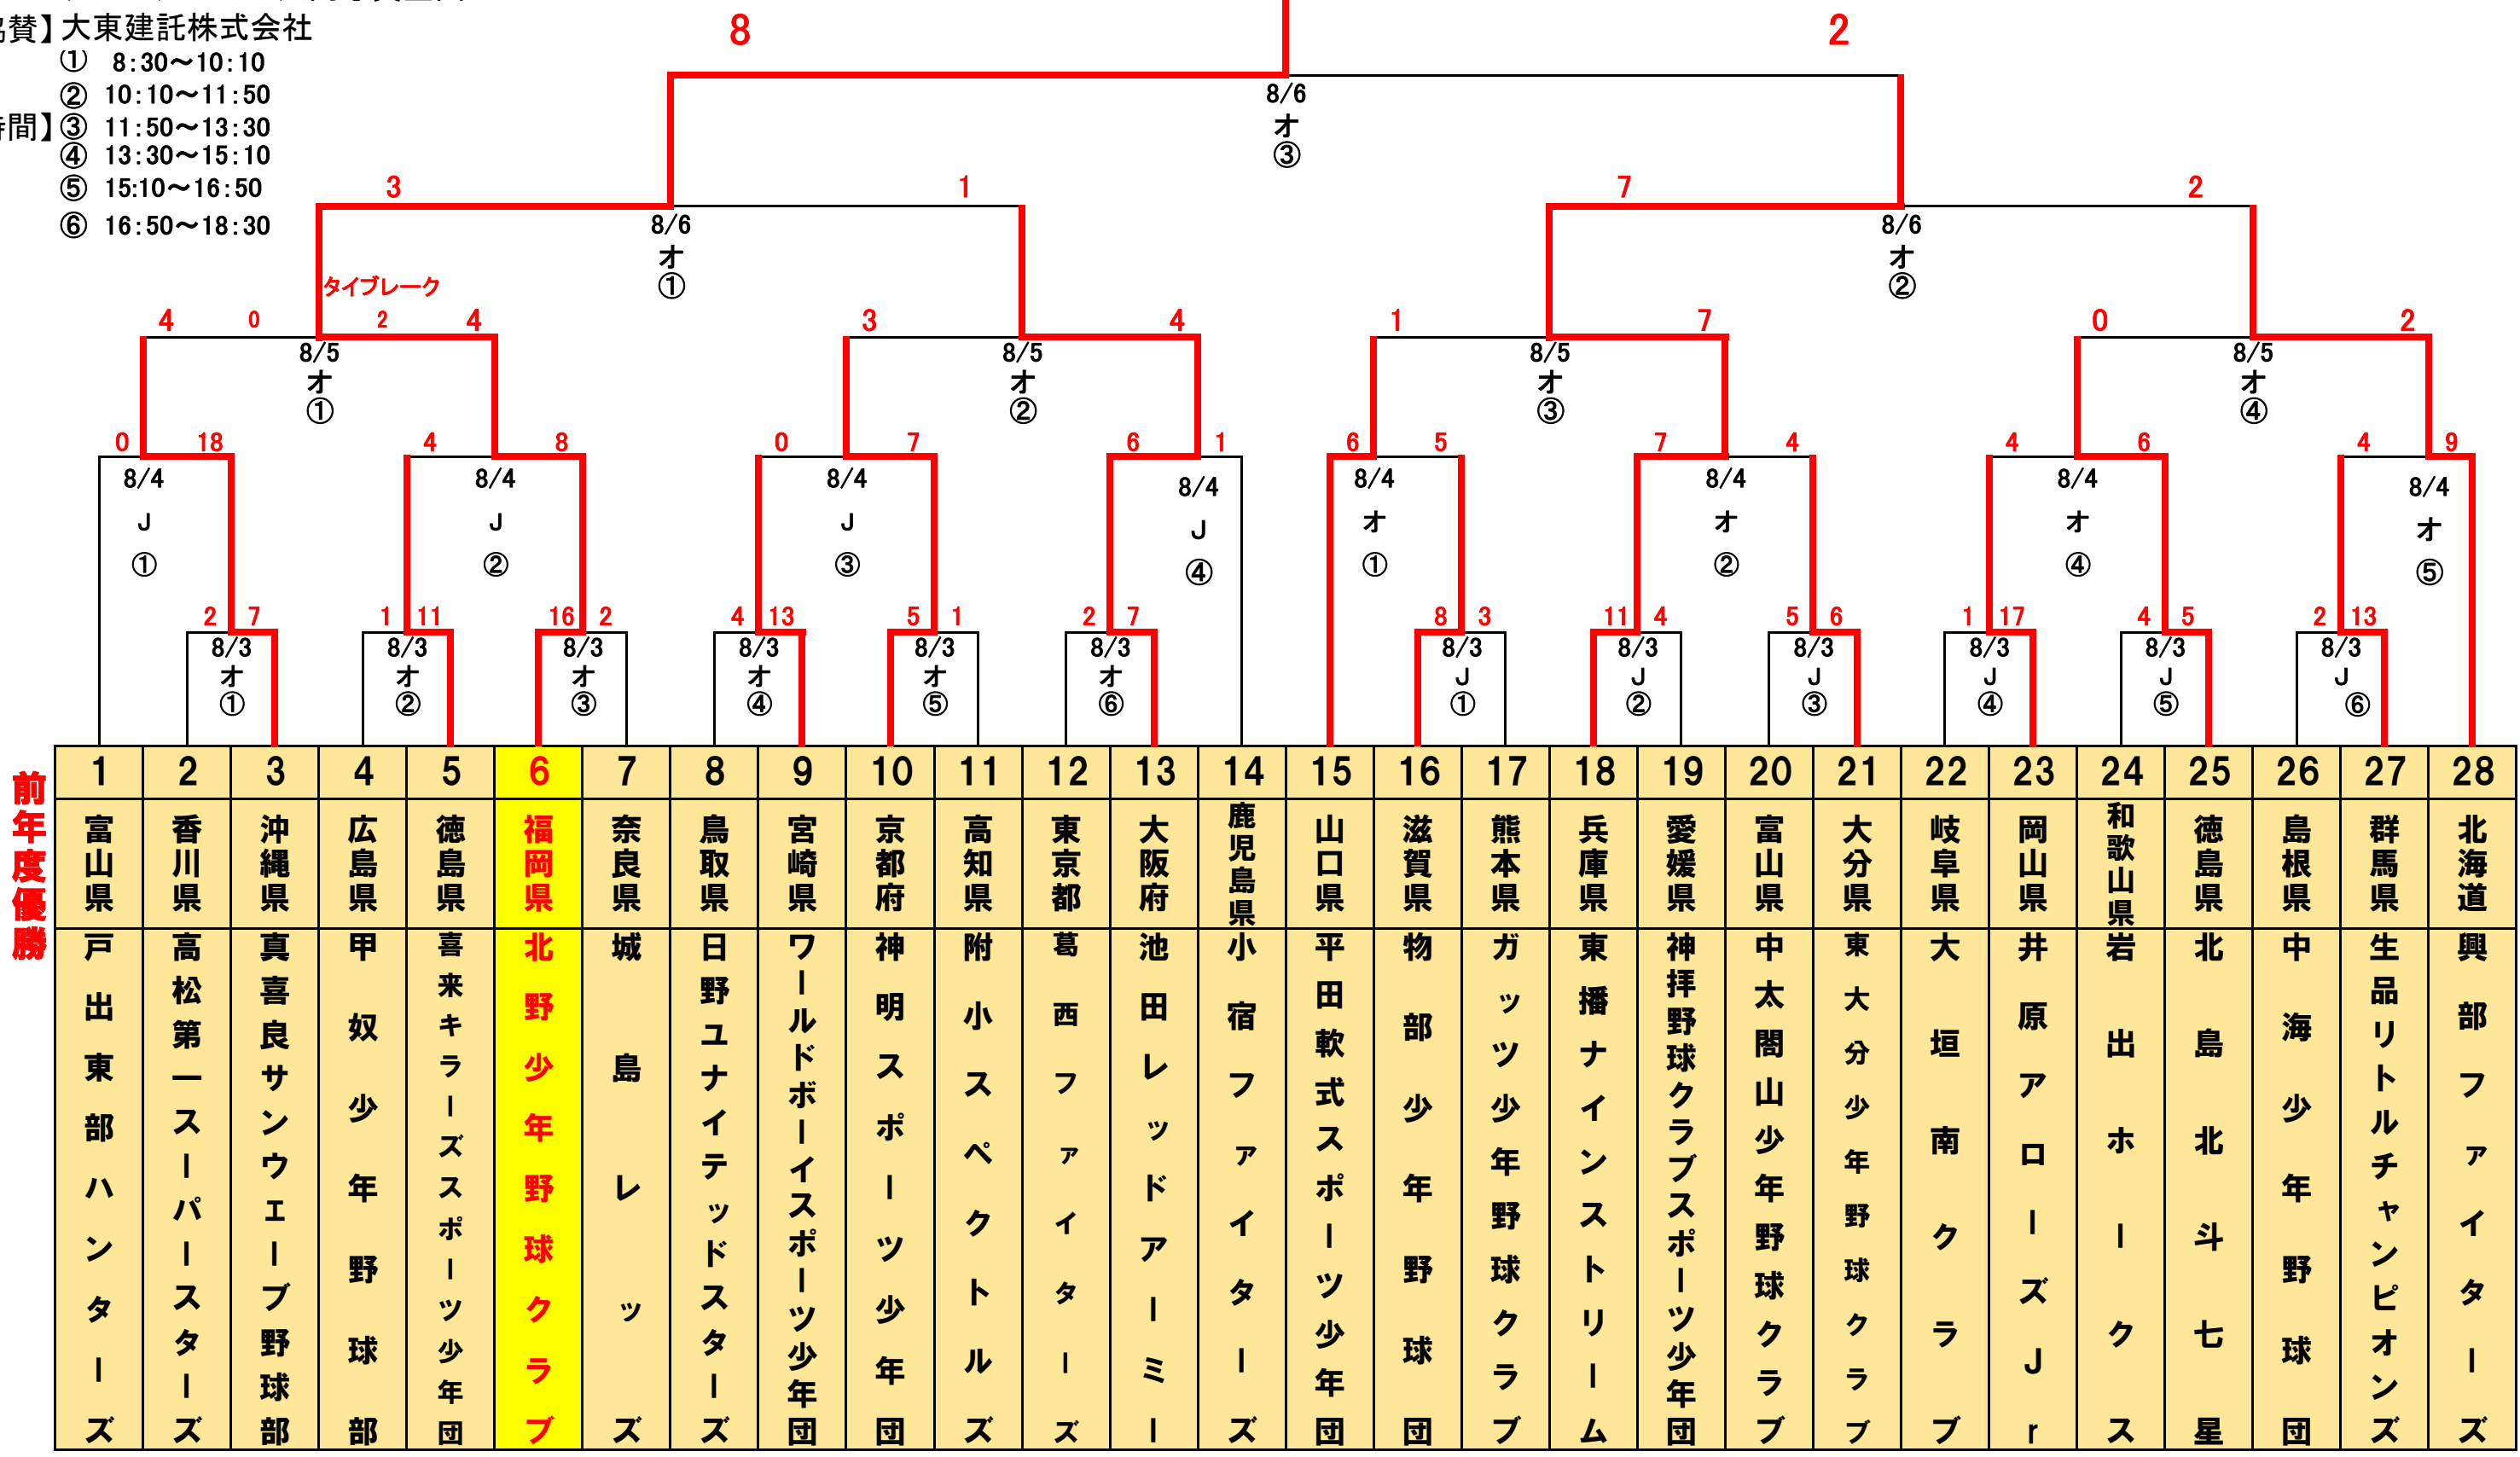 協賛】大東建託株式会社
① 8:30～10:10
② 10:10～11:50
時間】③ 11:50～13:30
④ 13:30～15:10
⑤ 15:10～16:50
⑥ 16:50～18:30
8 2
8/6
オ
③
3 1 7 2
8/6 8/6
オ オ
① ②
タイブレーク
4 0 2 4 3 4 1 7 0 2
8/5 8/5 8/5 8/5
オ オ オ オ
① ② ③ ④
0 18 4 8 0 7 6 1 6 5 7 4 4 6 4 9
8/4 8/4 8/4 8/4 8/4 8/4 8/4 8/4
J J J J オ オ オ オ
① ② ③ ④ ① ② ④ ⑤
2 7 1 11 16 2 4 13 5 1 2 7 8 3 11 4 5 6 1 17 4 5 2 13
8/3 8/3 8/3 8/3 8/3 8/3 8/3 8/3 8/3 8/3 8/3 8/3
オ オ オ オ オ オ J J J J J J
① ② ③ ④ ⑤ ⑥ ① ② ③ ④ ⑤ ⑥
前年度優勝
1 富山県 戸出東部ハンターズ
2 香川県 高松第一スーパースターズ
3 沖縄県 真喜良サンウェーブ野球部
4 広島県 甲奴少年野球部
5 徳島県 喜来キラーズスポーツ少年団
6 福岡県 北野少年野球クラブ
7 奈良県 城島レッズ
8 鳥取県 日野ユナイテッドスターズ
9 宮崎県 ワールドボーイスポーツ少年団
10 京都府 神明スポーツ少年団
11 高知県 附小スペクトルズ
12 東京都 葛西ファイターズ
13 大阪府 池田レッドアーミー
14 鹿児島県 小宿ファイターズ
15 山口県 平田軟式スポーツ少年団
16 滋賀県 物部少年野球団
17 熊本県 ガッツ少年野球クラブ
18 兵庫県 東播ナインストリーム
19 愛媛県 神拝野球クラブスポーツ少年団
20 富山県 中太閤山少年野球クラブ
21 大分県 東大分少年野球クラブ
22 岐阜県 大垣南クラブ
23 岡山県 井原アローズJr
24 和歌山県 岩出ホークス
25 徳島県 北島北斗七星
26 島根県 中海少年野球団
27 群馬県 生品リトルチャンピオンズ
28 北海道 興部ファイターズ